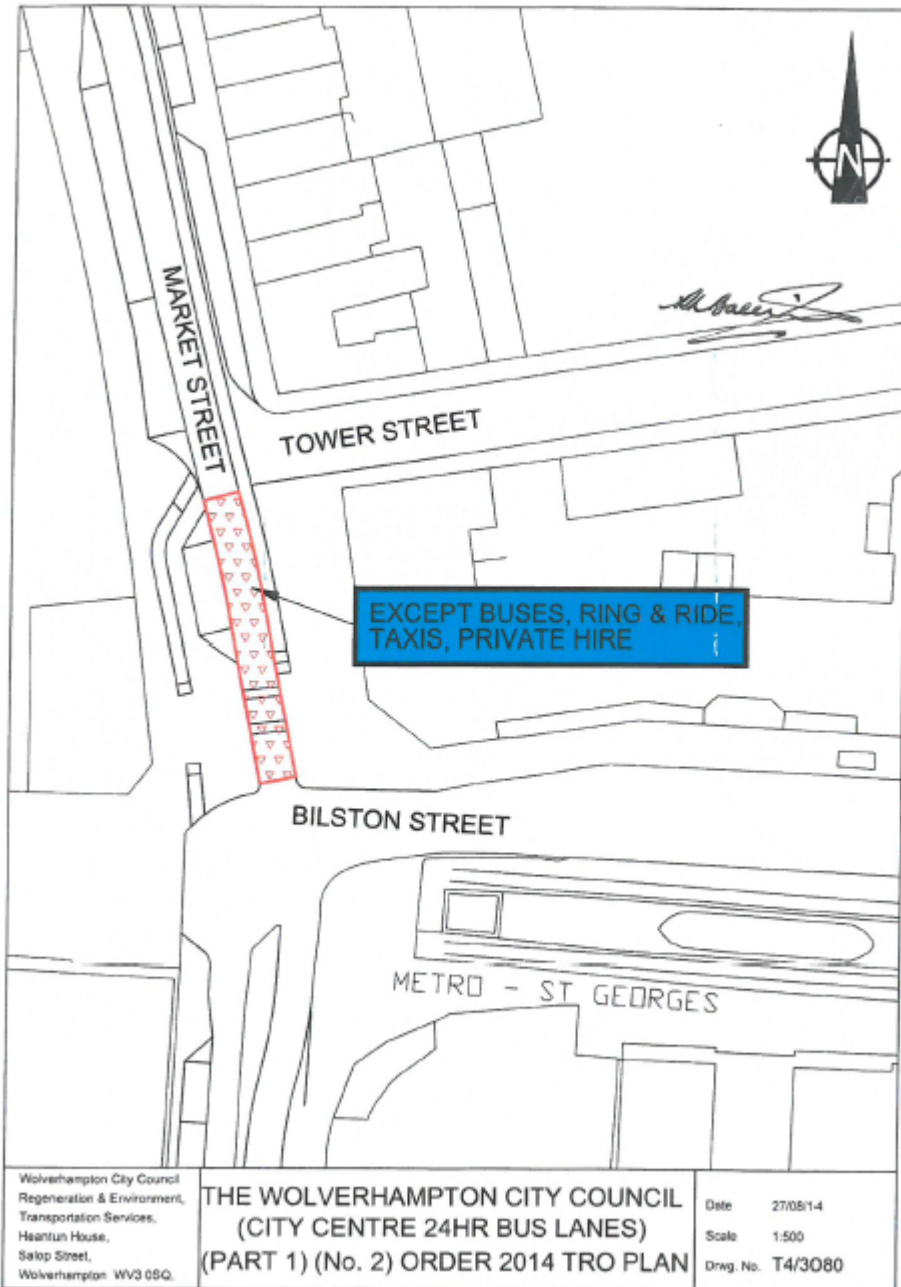 N
MARKET STREET
TOWER STREET
EXCEPT BUSES, RING & RIDE,
TAXIS, PRIVATE HIRE
BILSTON STREET
METRO - ST GEORGES
Wolverhampton City Council
Regeneration & Environment,
Transportation Services,
Heantun House,
Salop Street,
Wolverhampton WV3 0SQ.
THE WOLVERHAMPTON CITY COUNCIL
(CITY CENTRE 24HR BUS LANES)
(PART 1) (No. 2) ORDER 2014 TRO PLAN
Date 27/08/14
Scale 1:500
Drwg. No. T4/3080